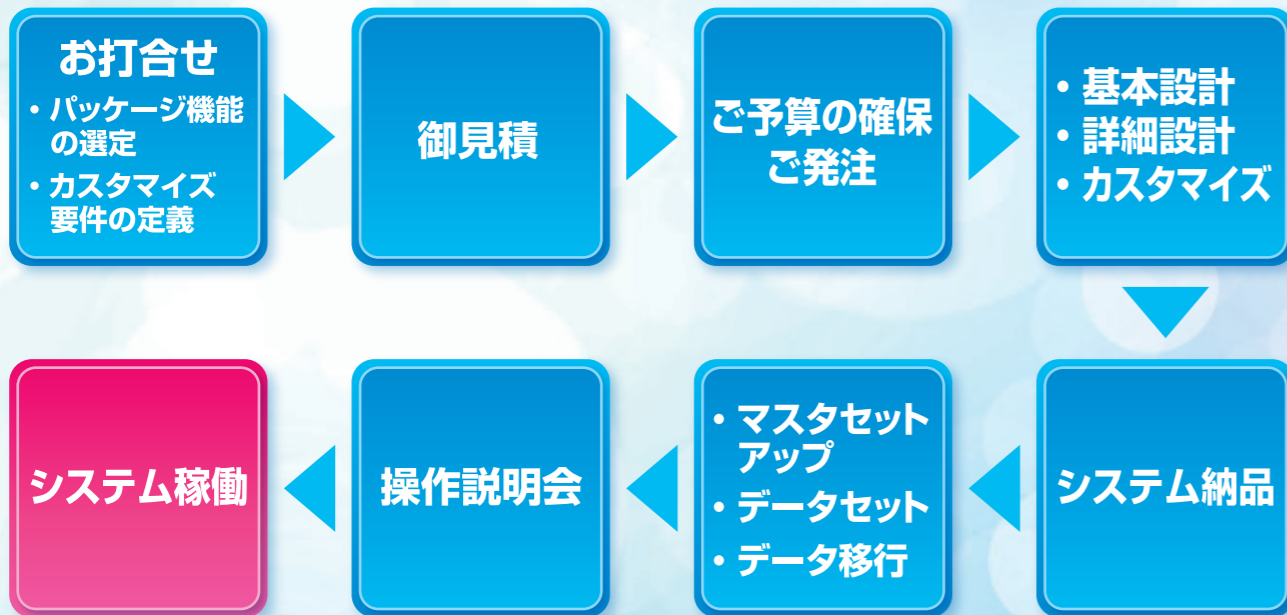 お打合せ
・パッケージ機能
の選定
・カスタマイズ
要件の定義
御見積
ご予算の確保
ご発注
・基本設計
・詳細設計
・カスタマイズ
システム納品
・マスタセット
アップ
・データセット
・データ移行
操作説明会
システム稼働